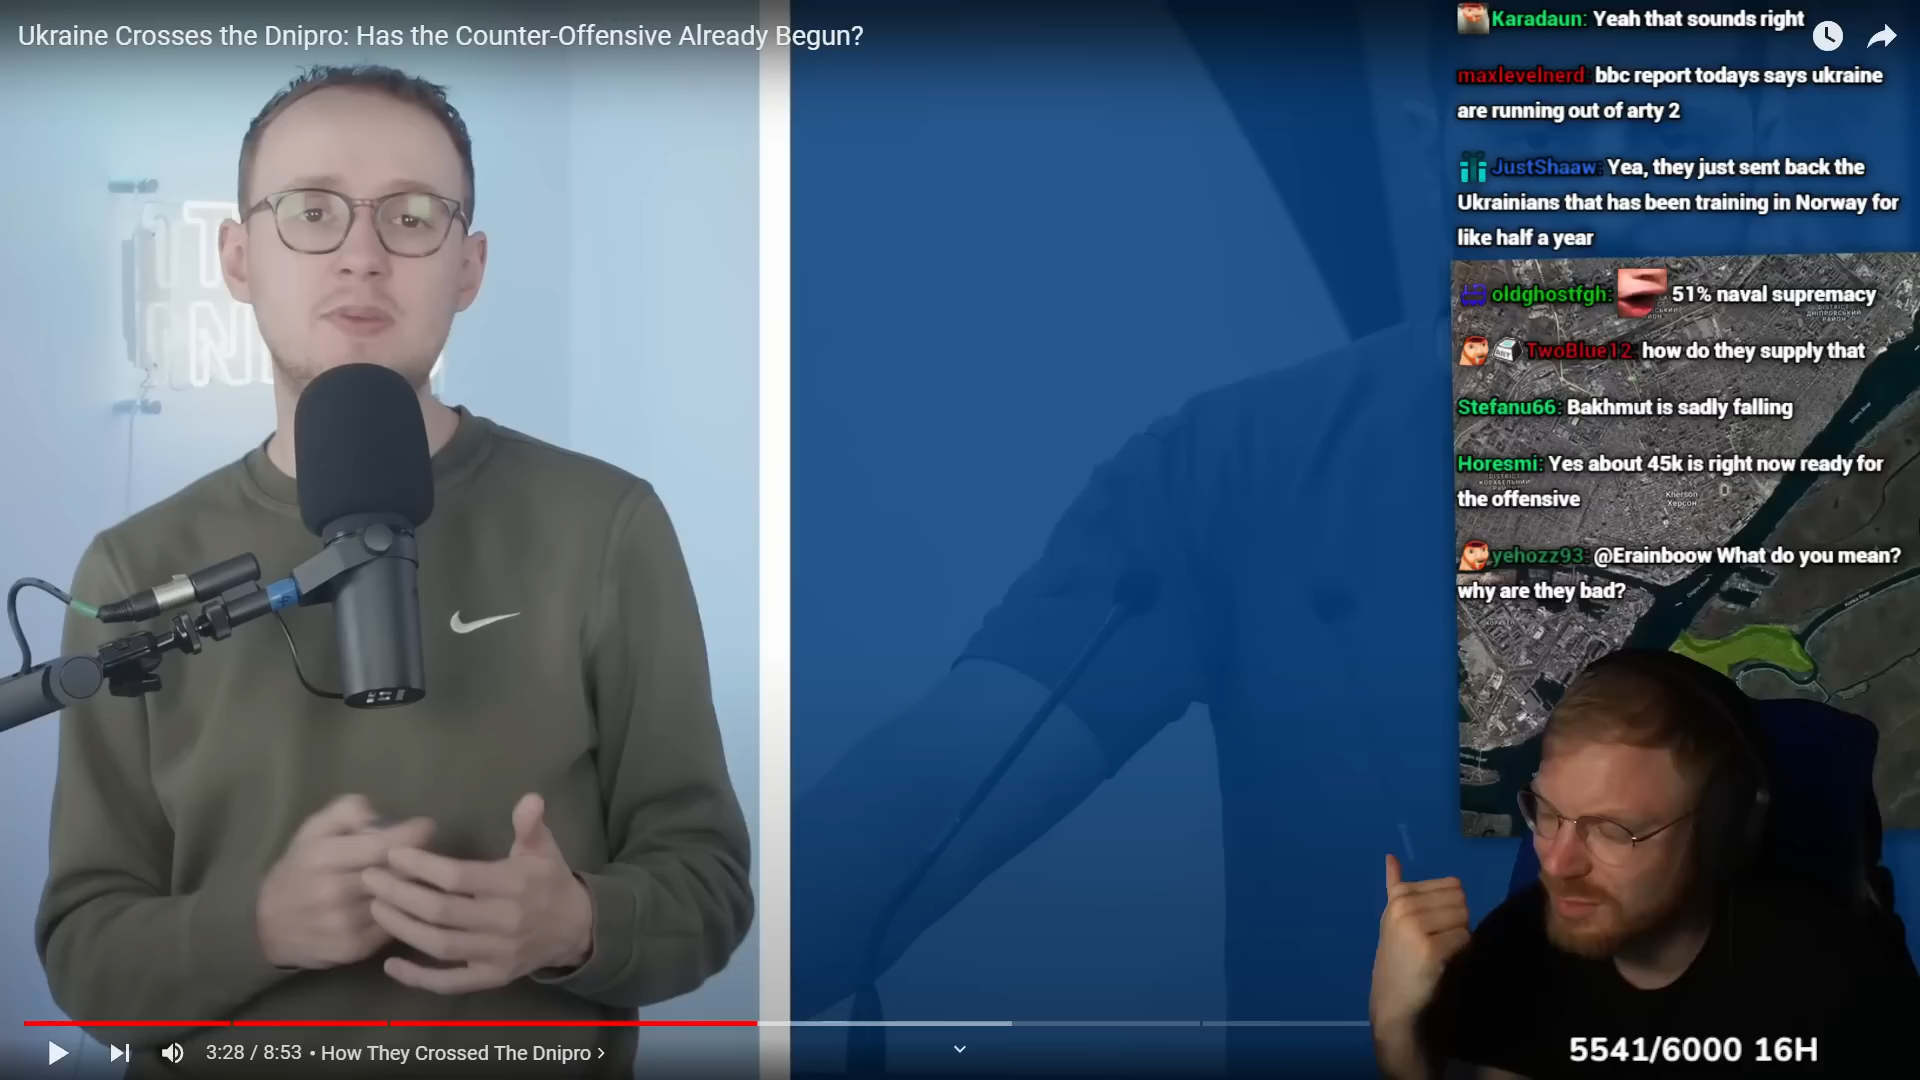 Ukraine Crosses the Dnipro: Has the Counter-Offensive Already Begun?
Karadaun: Yeah that sounds right
maxlevelnerd: bbc report todays says ukraine
are running out of arty 2
JustShaaw: Yea, they just sent back the
Ukrainians that has been training in Norway for
like half a year
oldghostfgh: 51% naval supremacy
TwoBlue12: how do they supply that
Stefanu66: Bakhmut is sadly falling
Horesmi: Yes about 45k is right now ready for
the offensive
Kherson
Херсон
yehozz93: @Erainboow What do you mean?
why are they bad?
3:28 / 8:53 • How They Crossed The Dnipro >
5541/6000 16H